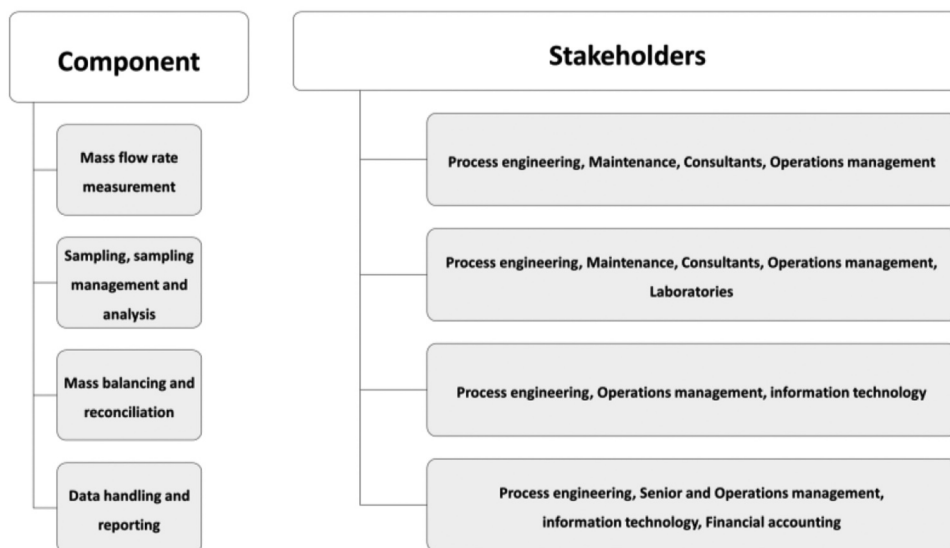 Component
Stakeholders
Mass flow rate
measurement
Process engineering, Maintenance, Consultants, Operations management
Sampling, sampling
management and
analysis
Process engineering, Maintenance, Consultants, Operations management,
Laboratories
Mass balancing and
reconciliation
Process engineering, Operations management, information technology
Data handling and
reporting
Process engineering, Senior and Operations management,
information technology, Financial accounting